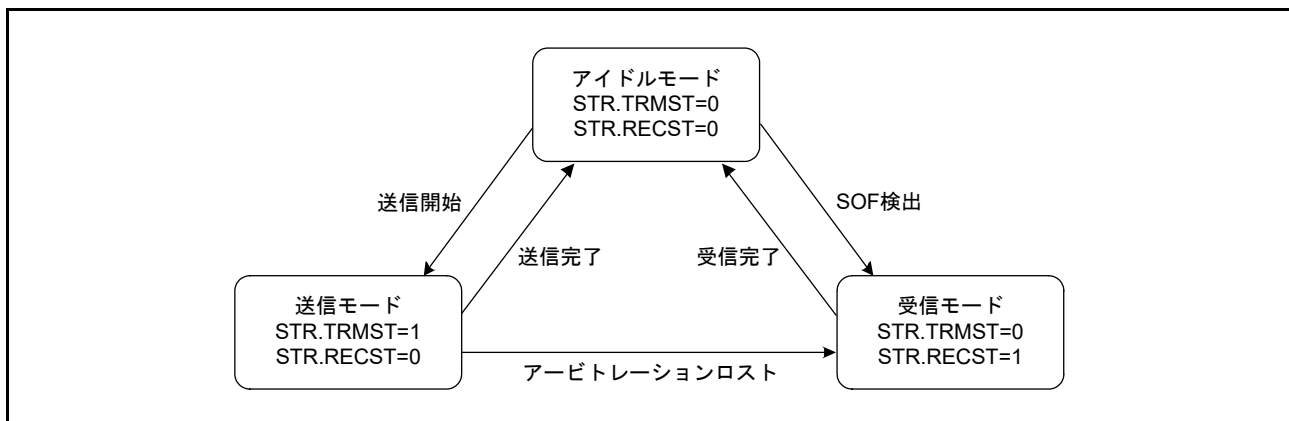 アイドルモード
STR.TRMST=0
STR.RECST=0
送信開始
SOF検出
送信完了
受信完了
送信モード
STR.TRMST=1
STR.RECST=0
受信モード
STR.TRMST=0
STR.RECST=1
アービトレーションロスト